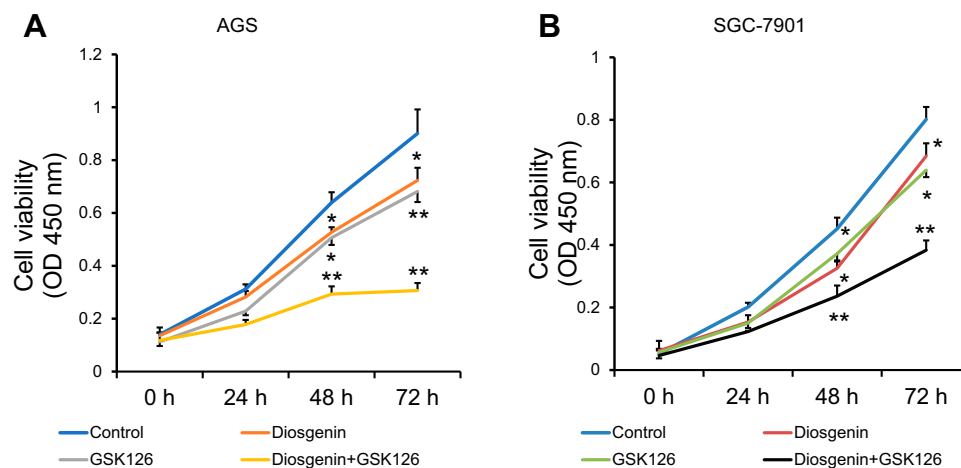 A
AGS
Cell viability
(OD 450 nm)
1.2
1
0.8
0.6
0.4
0.2
0
*
*
*
**
**
**
0 h
24 h
48 h
72 h
Control
Diosgenin
GSK126
Diosgenin+GSK126
B
SGC-7901
Cell viability
(OD 450 nm)
1
0.8
0.6
0.4
0.2
0
*
*
*
**
*
**
0 h
24 h
48 h
72 h
Control
Diosgenin
GSK126
Diosgenin+GSK126